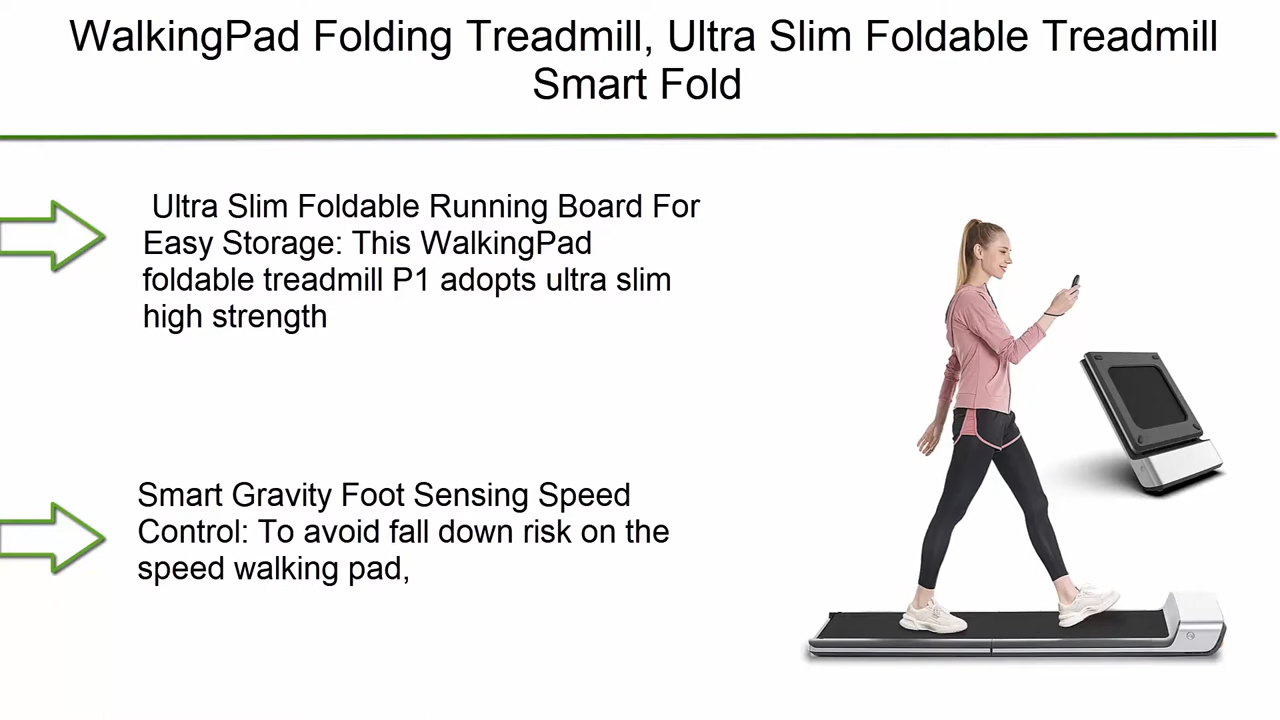 WalkingPad Folding Treadmill, Ultra Slim Foldable Treadmill
Smart Fold
Ultra Slim Foldable Running Board For
Easy Storage: This WalkingPad
foldable treadmill P1 adopts ultra slim
high strength
Smart Gravity Foot Sensing Speed
Control: To avoid fall down risk on the
speed walking pad,